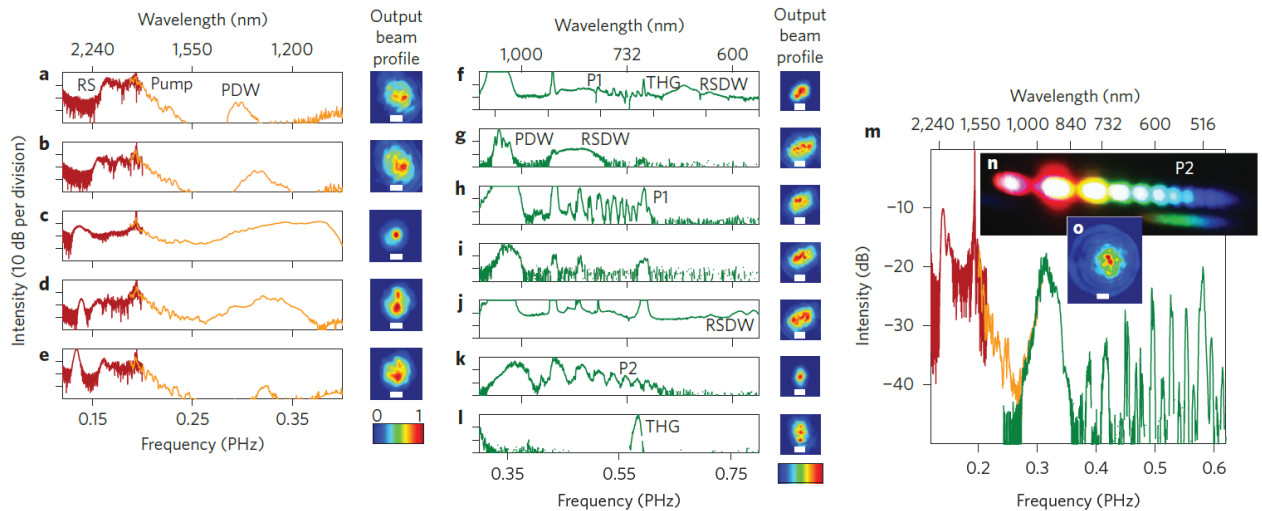 Wavelength (nm)
2,240 1,550 1,200
Output
beam
profile
a
RS
Pump
PDW
b
c
d
e
0.15 0.25 0.35
Frequency (PHz)
Intensity (10 dB per division)
0 1
Wavelength (nm)
1,000 732 600
Output
beam
profile
f
P1
THG
RSDW
g
PDW
RSDW
h
P1
i
j
RSDW
k
P2
l
THG
0.35 0.55 0.75
Frequency (PHz)
Wavelength (nm)
m
2,240 1,550 1,000 840 732 600 516
n
P2
o
−10
−20
−30
−40
Intensity (dB)
0.2 0.3 0.4 0.5 0.6
Frequency (PHz)